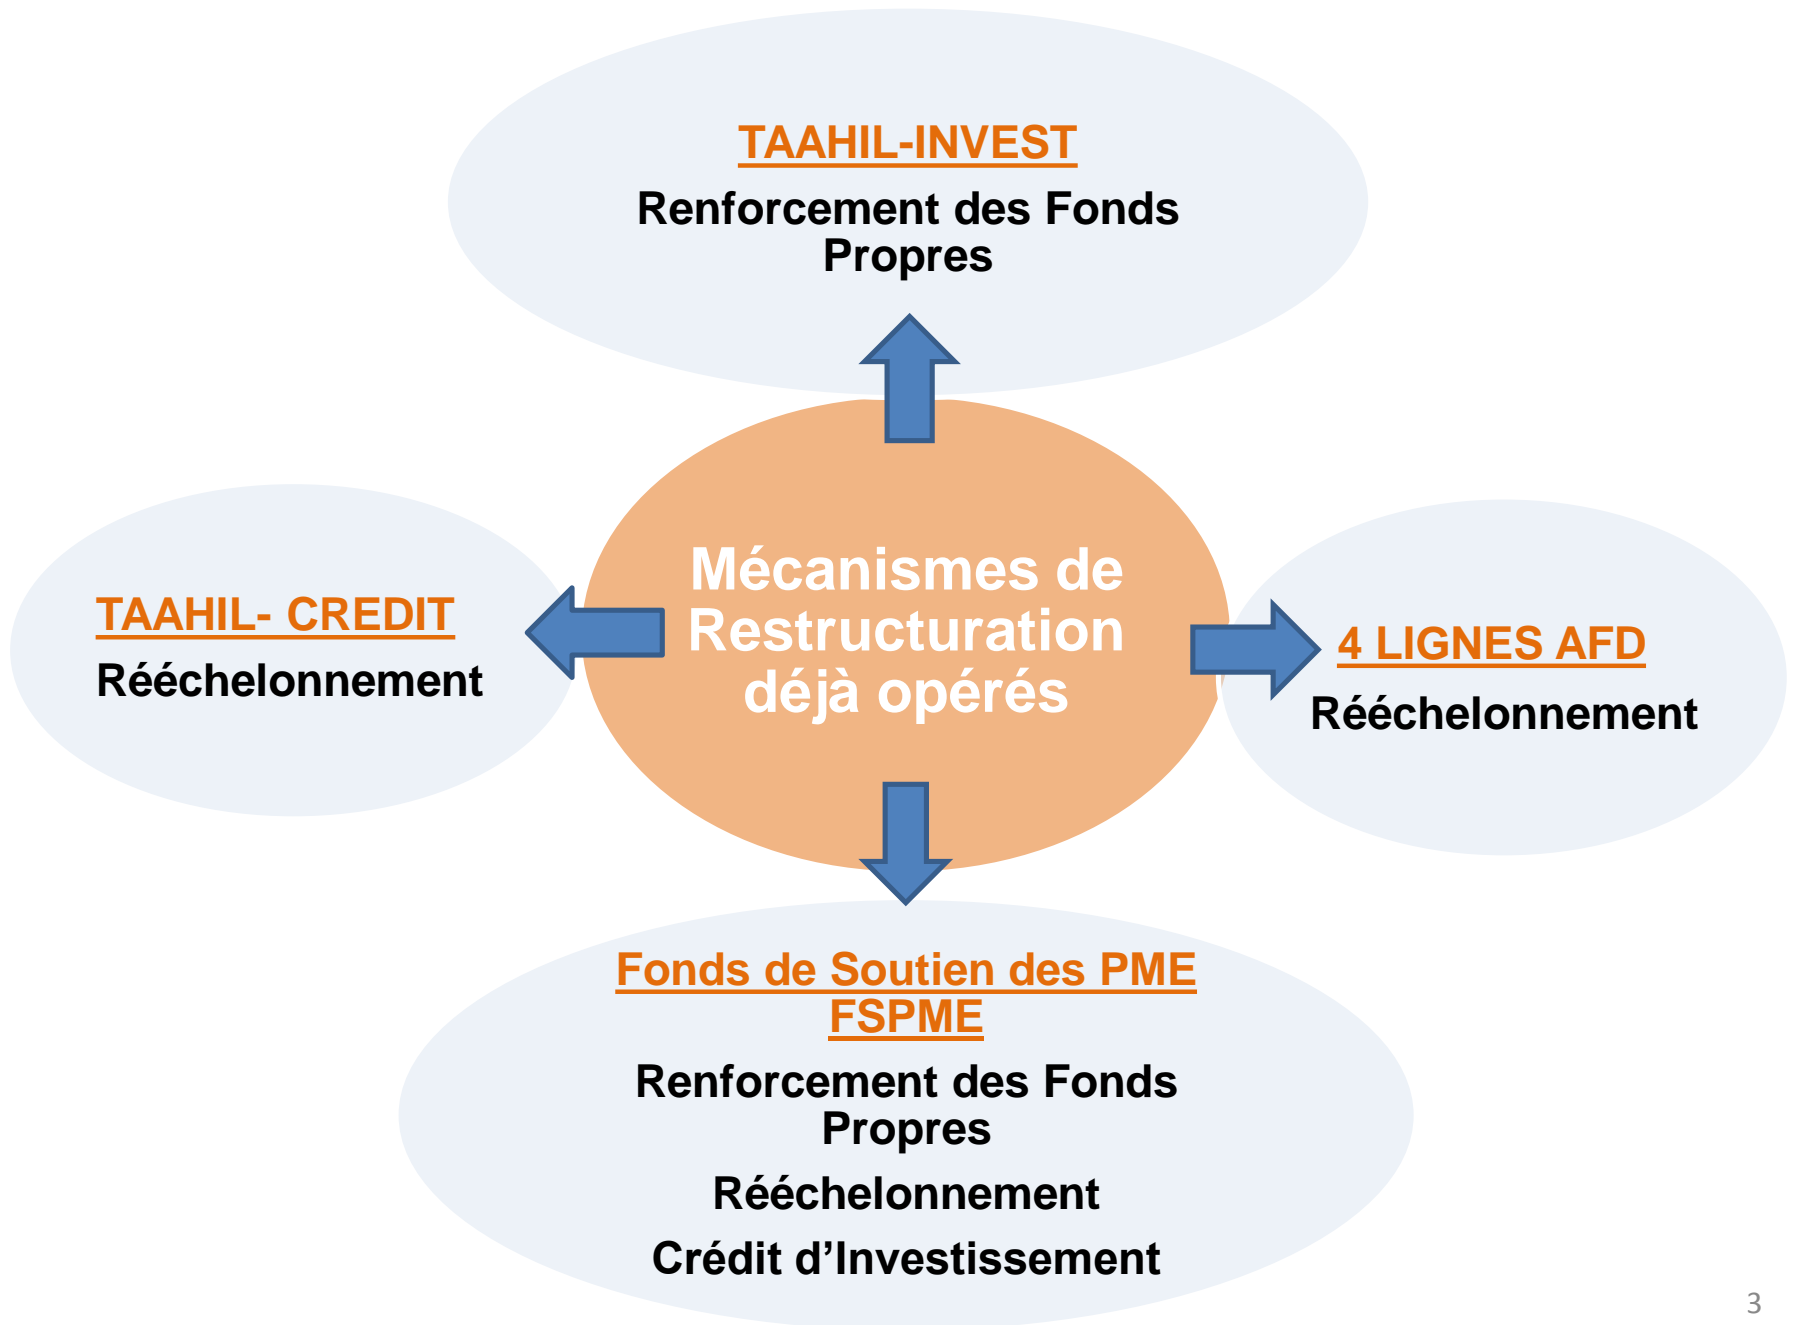 TAAHIL-INVEST
Renforcement des Fonds
Propres
Mécanismes de
Restructuration
déjà opérés
TAAHIL- CREDIT
Rééchelonnement
4 LIGNES AFD
Rééchelonnement
Fonds de Soutien des PME
FSPME
Renforcement des Fonds
Propres
Rééchelonnement
Crédit d’Investissement
3